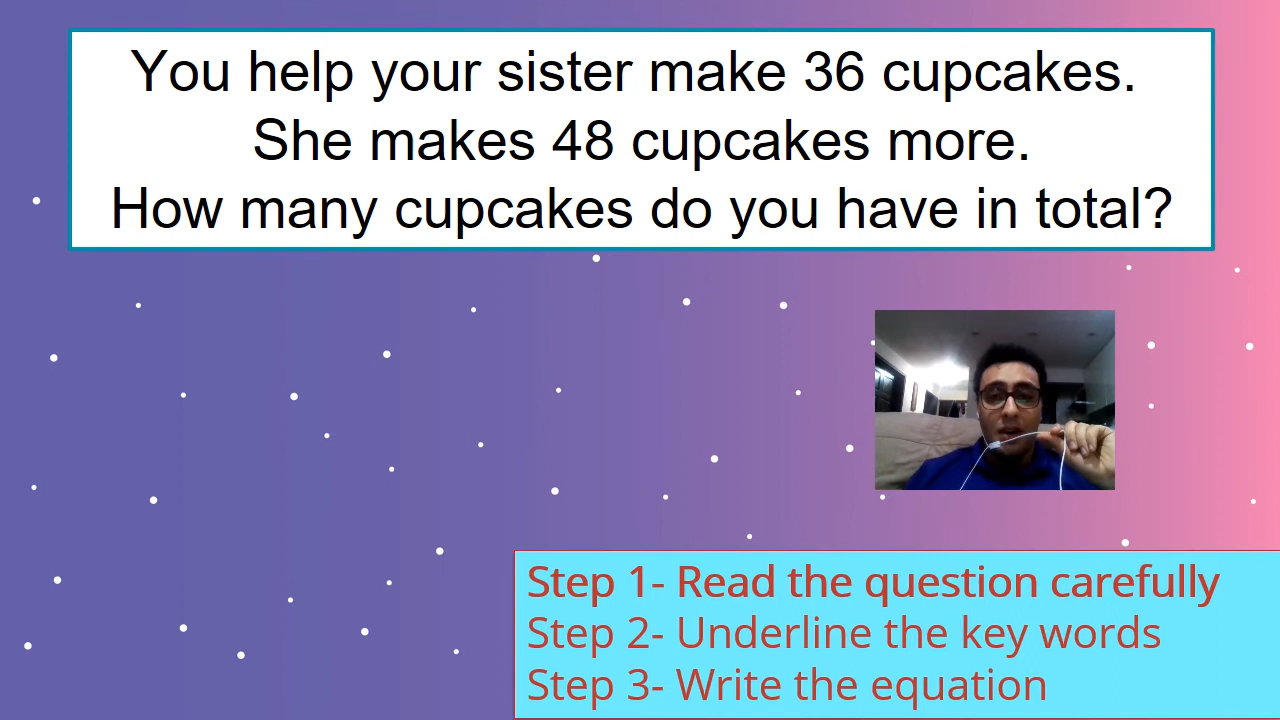 You help your sister make 36 cupcakes.
She makes 48 cupcakes more.
How many cupcakes do you have in total?
Step 1- Read the question carefully
Step 2- Underline the key words
Step 3- Write the equation